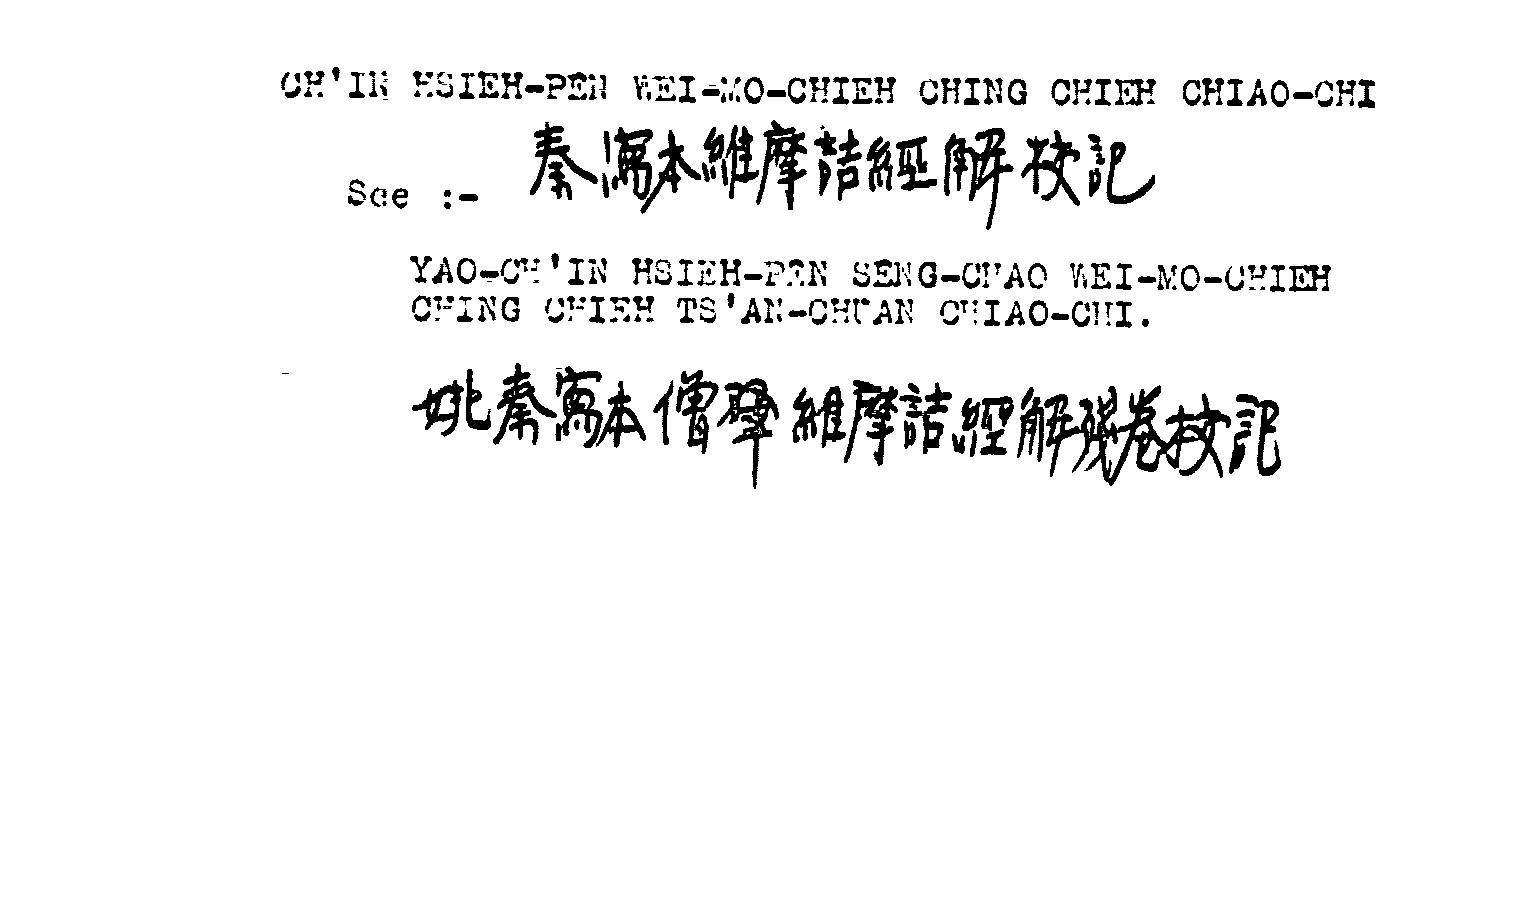 CH'IN HSIEH-PEN WEI-MO-CHIEH CHING CHIEH CHIAO-CHI
秦寫本維摩詰經解校記
See :-
YAO-CH'IN HSIEH-PEN SENG-CHAO WEI-MO-CHIEH
CHING CHIEH TS'AN-CHUAN CHIAO-CHI.
姚秦寫本僧肇維摩詰經解殘卷校記